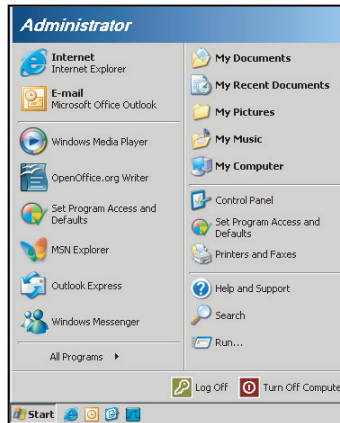 Administrator
Internet
Internet Explorer
E-mail
Microsoft Office Outlook
Windows Media Player
OpenOffice.org Writer
Set Program Access and
Defaults
MSN Explorer
Outlook Express
Windows Messenger
All Programs
My Documents
My Recent Documents
My Pictures
My Music
My Computer
Control Panel
Set Program Access and
Defaults
Printers and Faxes
Help and Support
Search
Run...
Log Off
Turn Off Compute
Start